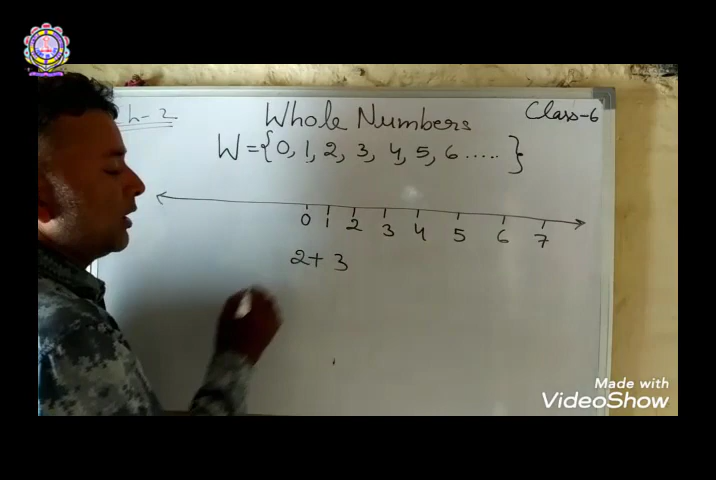 Whole Numbers
Class-6
W={0, 1, 2, 3, 4, 5, 6.....}
0 1 2 3 4 5 6 7
2+ 3
Made with
VideoShow